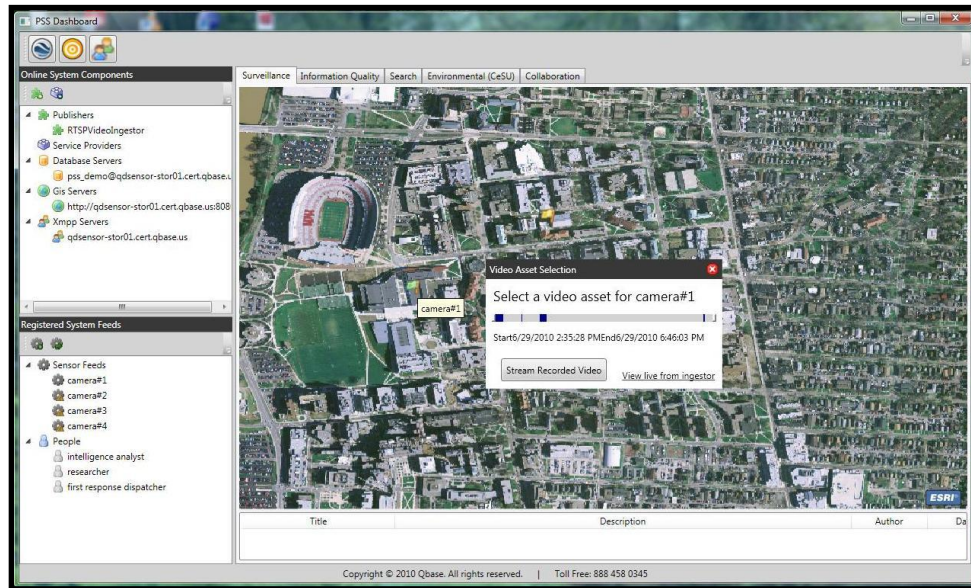 PSS Dashboard
Online System Components
Publishers
RTSPVideoIngestor
Service Providers
Database Servers
pss_demo@qdsensor-stor01.cert.qbase.u
Gis Servers
http://qdsensor-stor01.cert.qbase.us:808
Xmpp Servers
qdsensor-stor01.cert.qbase.us
Registered System Feeds
Sensor Feeds
camera#1
camera#2
camera#3
camera#4
People
intelligence analyst
researcher
first response dispatcher
Surveillance Information Quality Search Environmental (CeSU) Collaboration
camera#1
Video Asset Selection
Select a video asset for camera#1
Start6/29/2010 2:35:28 PMEnd6/29/2010 6:46:03 PM
Stream Recorded Video View live from ingestor
ESRI
Title Description Author Da
Copyright © 2010 Qbase. All rights reserved. | Toll Free: 888 458 0345